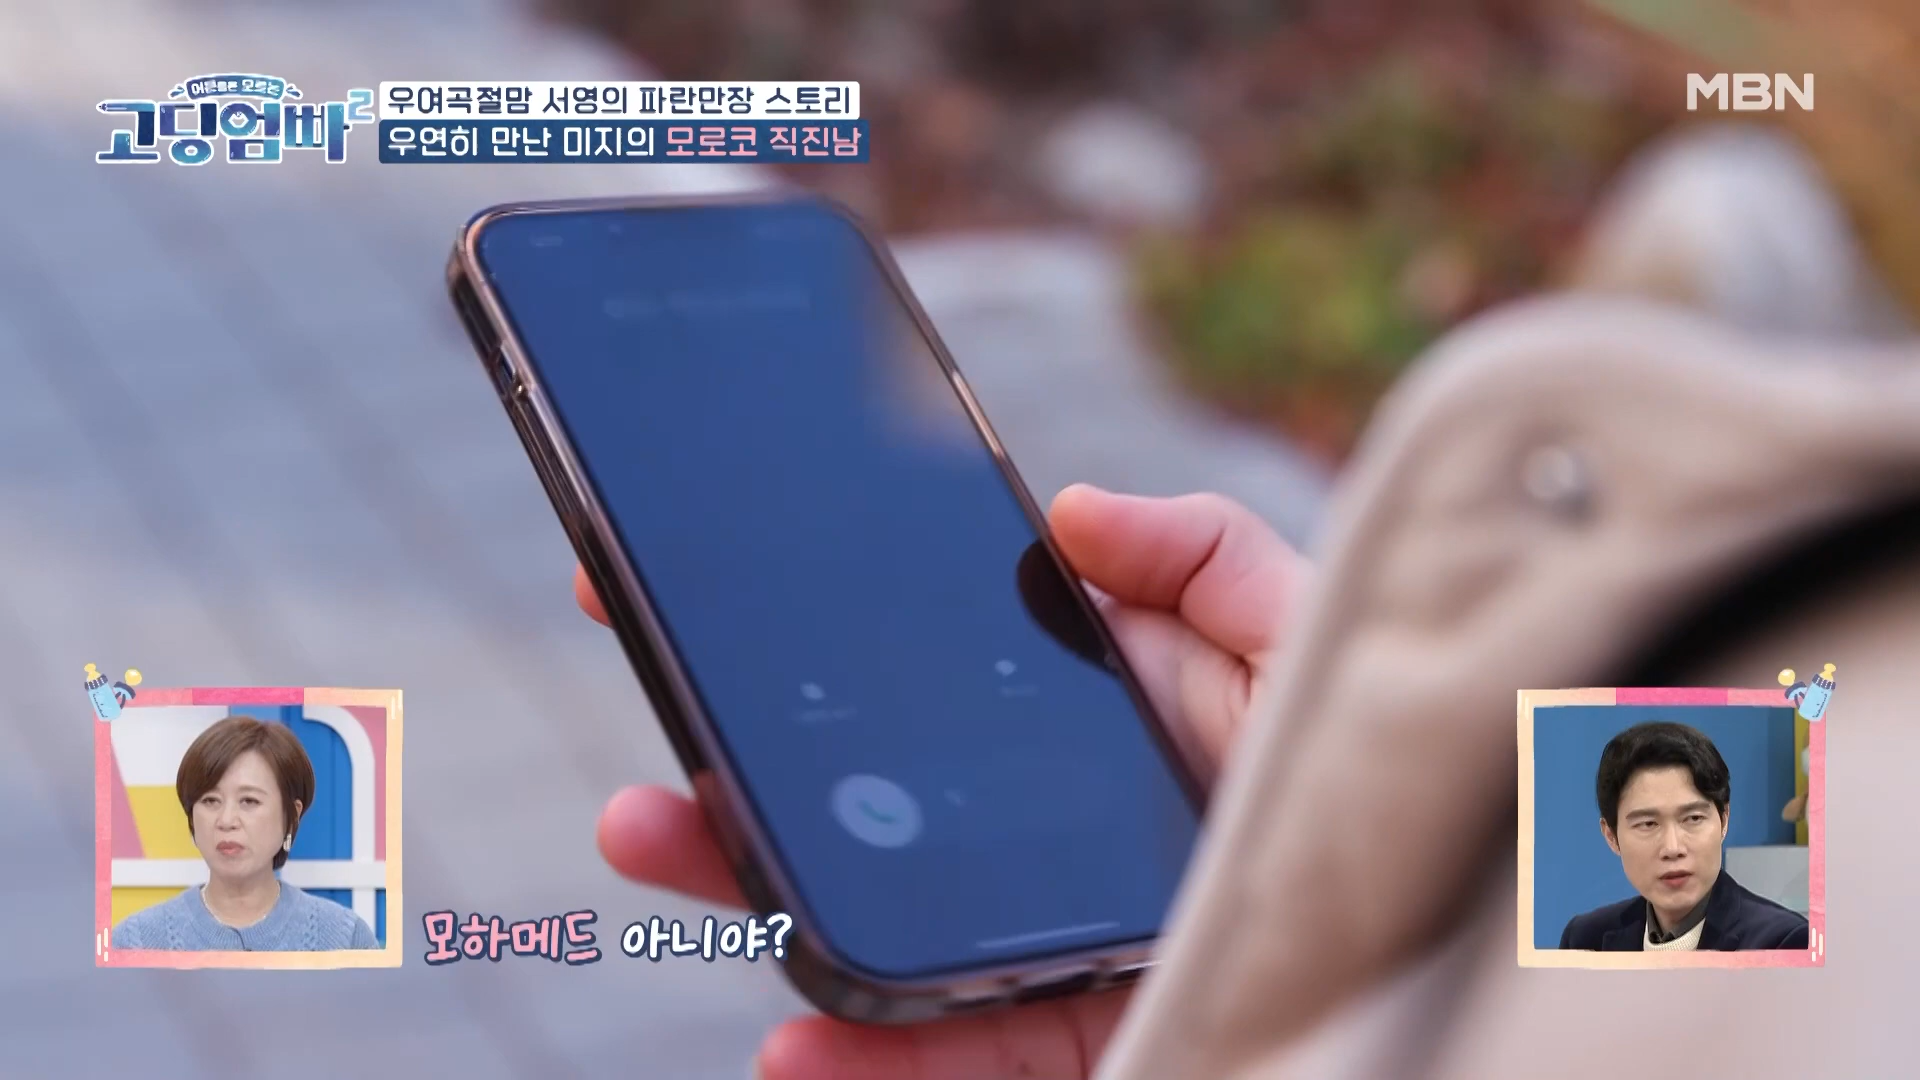 어른들은 모르는
고딩엄빠2
우여곡절맘 서영의 파란만장 스토리
우연히 만난 미지의 모로코 직진남
MBN
모하메드 아니야?